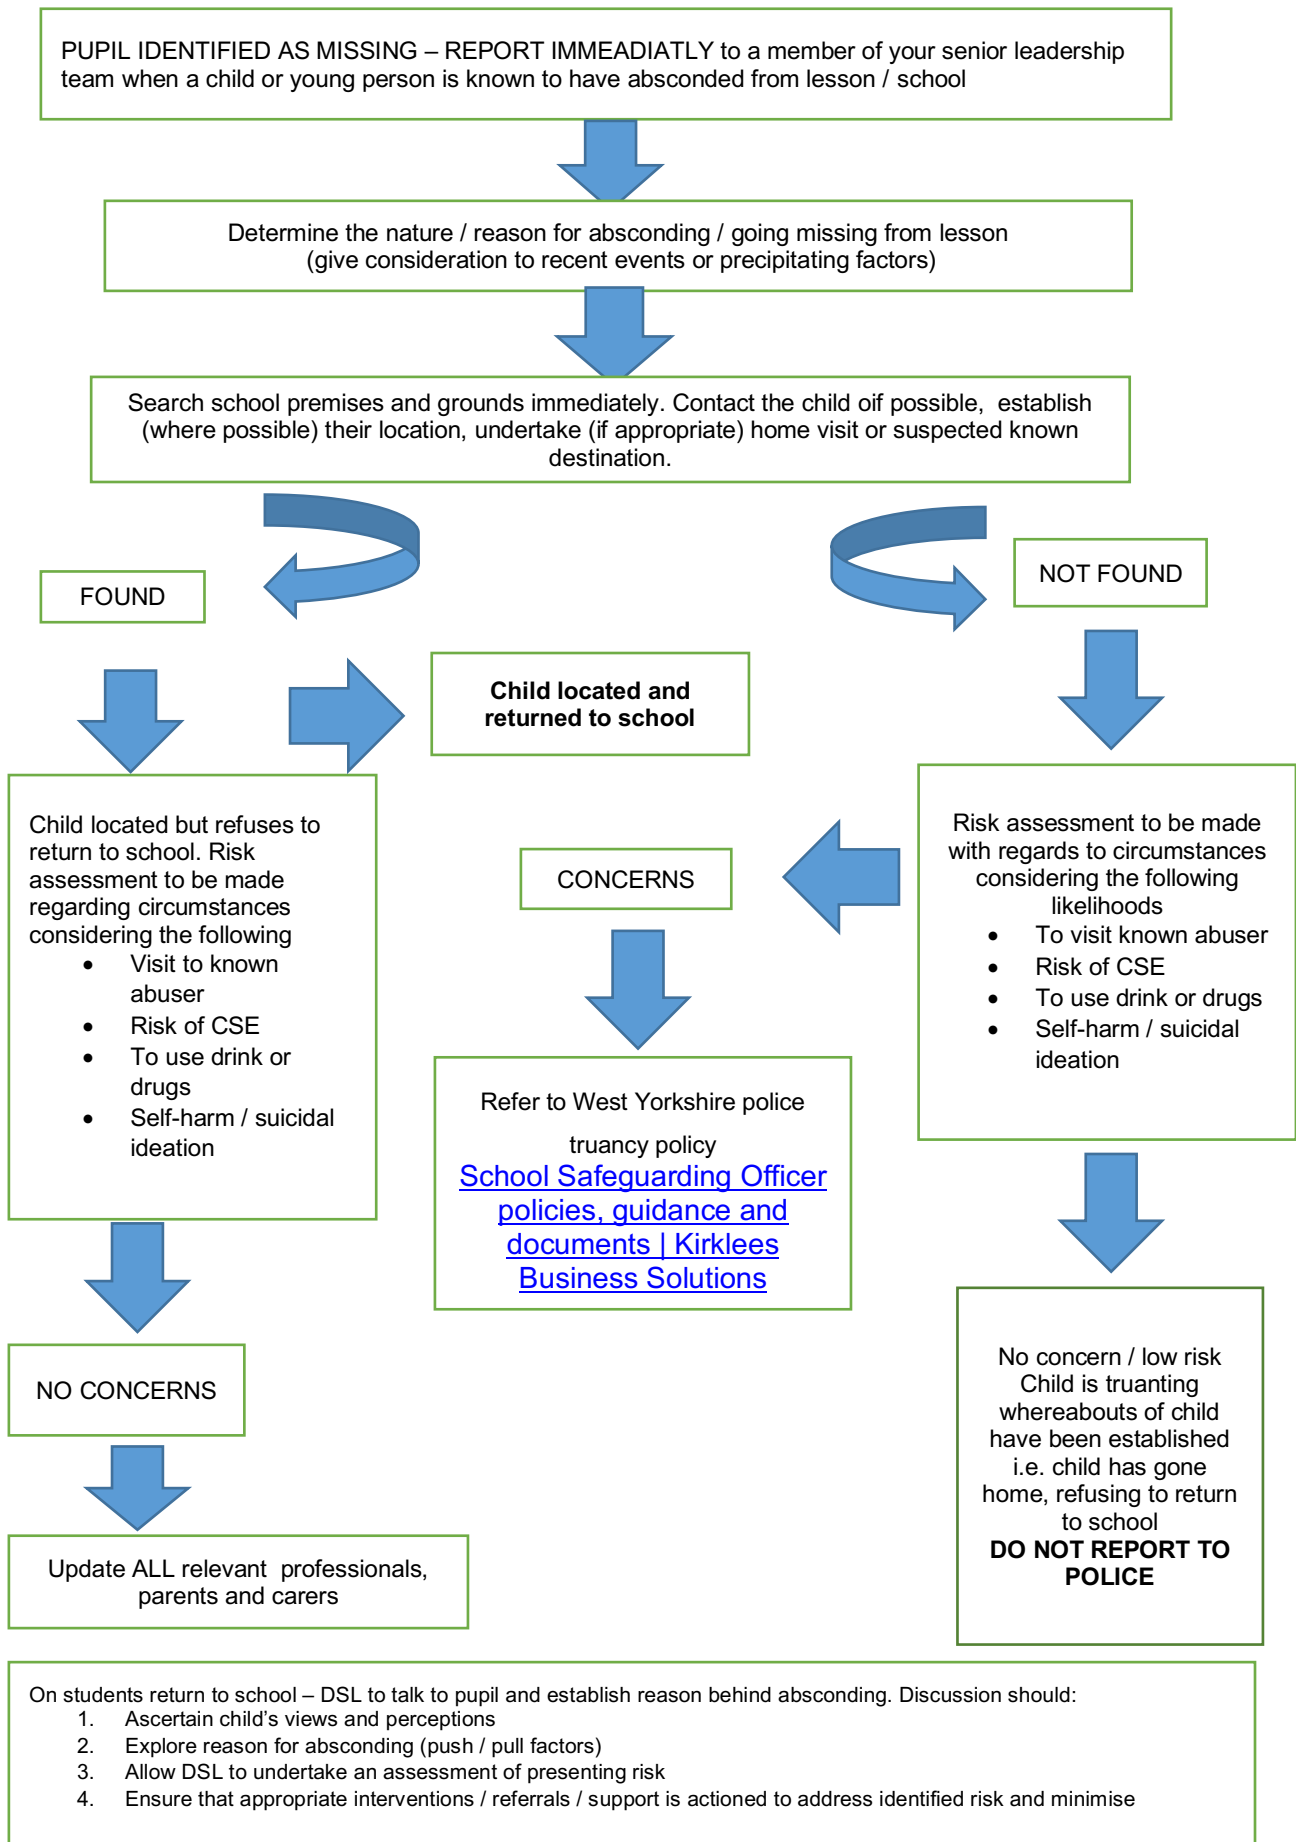 PUPIL IDENTIFIED AS MISSING – REPORT IMMEADIATLY to a member of your senior leadership
team when a child or young person is known to have absconded from lesson / school
Determine the nature / reason for absconding / going missing from lesson
(give consideration to recent events or precipitating factors)
Search school premises and grounds immediately. Contact the child oif possible,  establish
(where possible) their location, undertake (if appropriate) home visit or suspected known
destination.
FOUND
NOT FOUND
Child located and
returned to school
Child located but refuses to
return to school. Risk
assessment to be made
regarding circumstances
considering the following
• Visit to known
abuser
• Risk of CSE
• To use drink or
drugs
• Self-harm / suicidal
ideation
CONCERNS
Risk assessment to be made
with regards to circumstances
considering the following
likelihoods
• To visit known abuser
• Risk of CSE
• To use drink or drugs
• Self-harm / suicidal
ideation
Refer to West Yorkshire police
truancy policy
School Safeguarding Officer
policies, guidance and
documents | Kirklees
Business Solutions
NO CONCERNS
No concern / low risk
Child is truanting
whereabouts of child
have been established
i.e. child has gone
home, refusing to return
to school
DO NOT REPORT TO
POLICE
Update ALL relevant  professionals,
parents and carers
On students return to school – DSL to talk to pupil and establish reason behind absconding. Discussion should:
1. Ascertain child’s views and perceptions
2. Explore reason for absconding (push / pull factors)
3. Allow DSL to undertake an assessment of presenting risk
4. Ensure that appropriate interventions / referrals / support is actioned to address identified risk and minimise